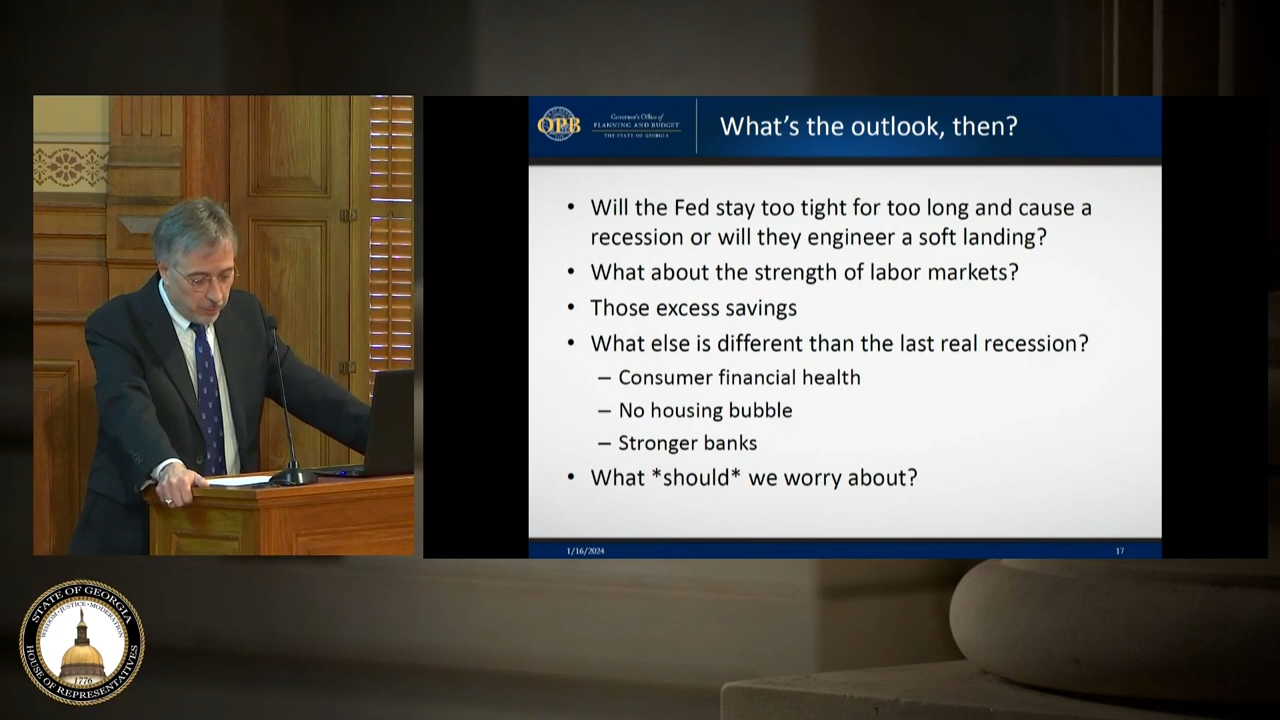 OPB
Governor's Office of
PLANNING AND BUDGET
THE STATE OF GEORGIA
What's the outlook, then?
• Will the Fed stay too tight for too long and cause a
recession or will they engineer a soft landing?
• What about the strength of labor markets?
• Those excess savings
• What else is different than the last real recession?
– Consumer financial health
– No housing bubble
– Stronger banks
• What *should* we worry about?
1/16/2024
17
STATE OF GEORGIA
WISDOM • JUSTICE • MODERATION
1776
HOUSE OF REPRESENTATIVES